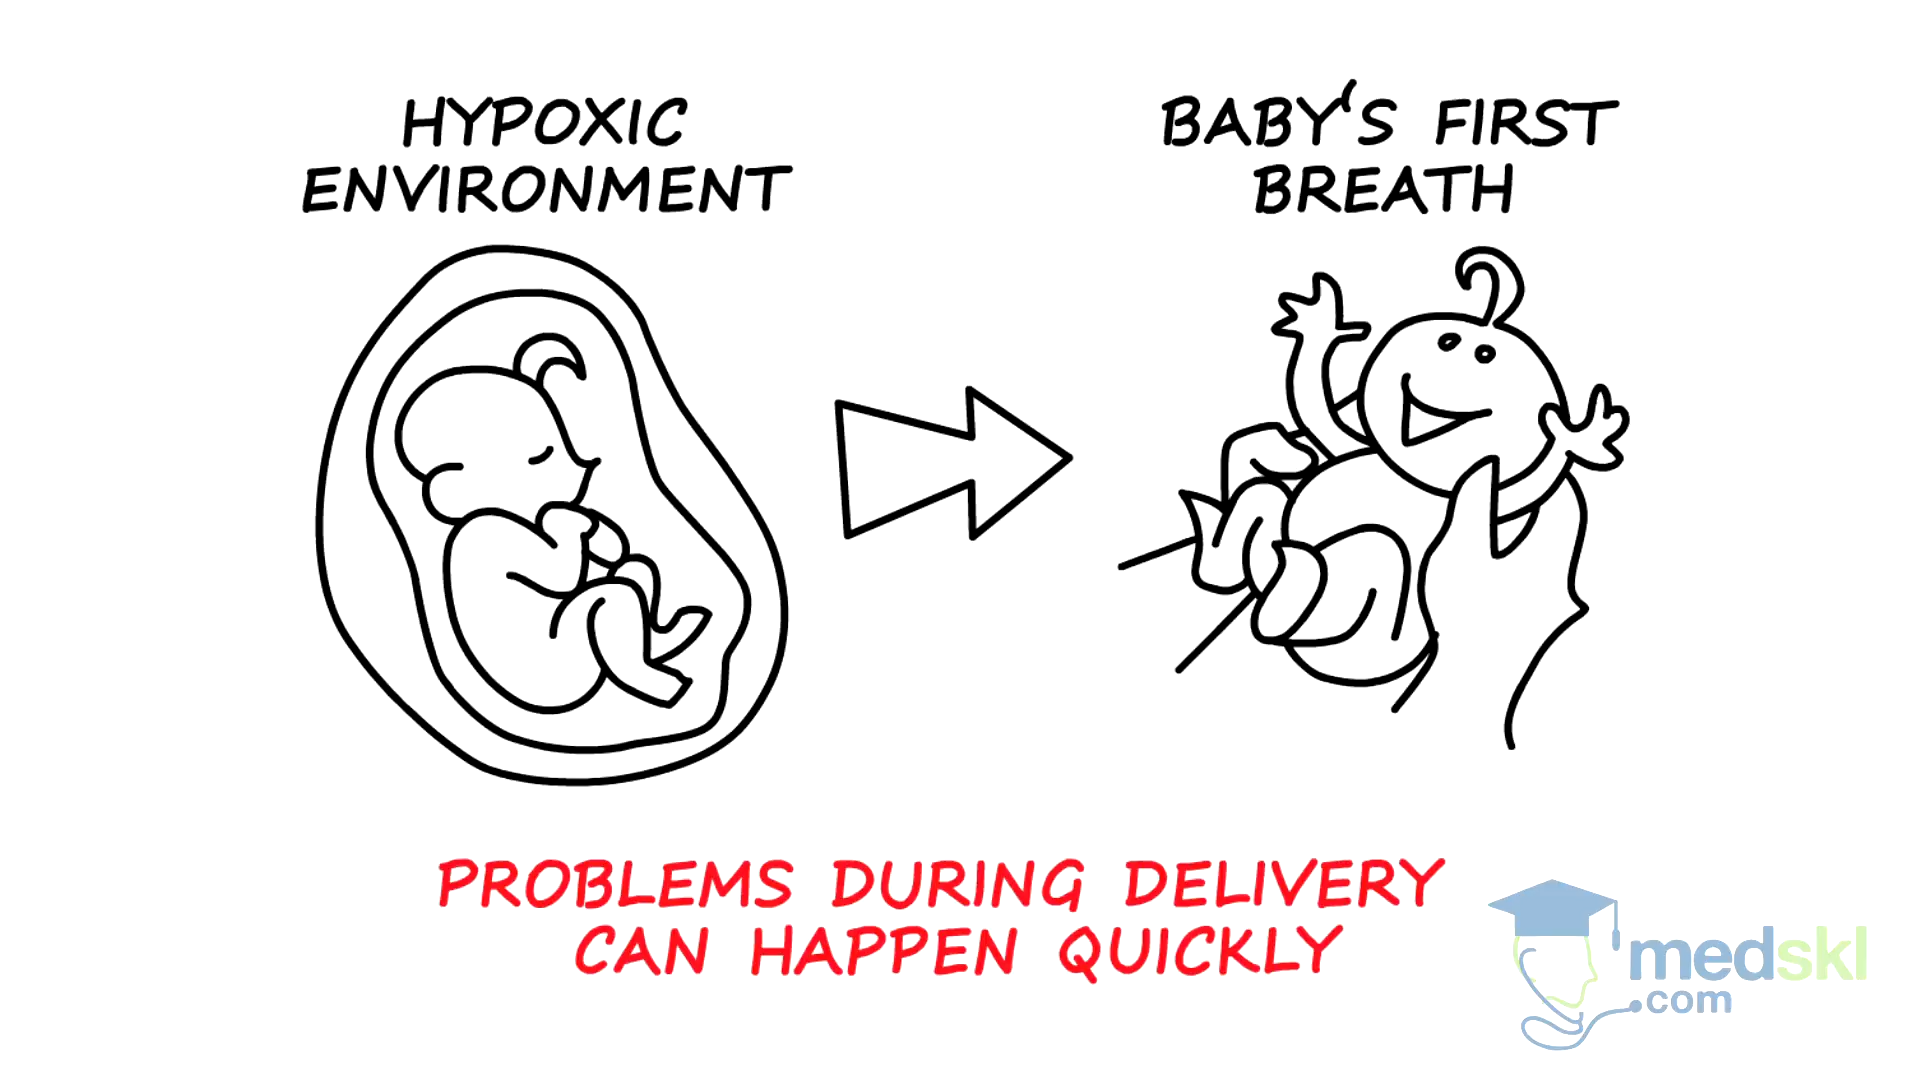 HYPOXIC
ENVIRONMENT
BABY'S FIRST
BREATH
PROBLEMS DURING DELIVERY
CAN HAPPEN QUICKLY
medskl
.com